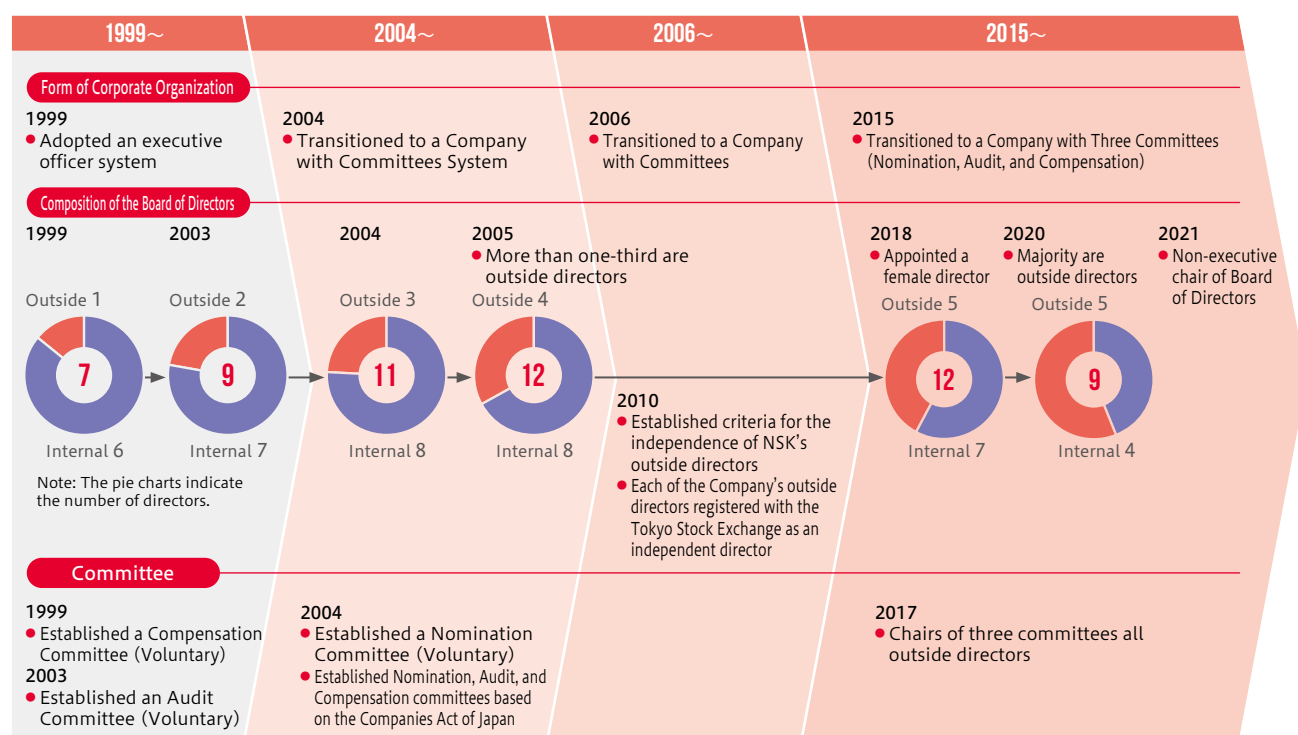 1999～
2004～
2006～
2015～
Form of Corporate Organization
1999
● Adopted an executive
officer system
2004
● Transitioned to a Company
with Committees System
2006
● Transitioned to a Company
with Committees
2015
● Transitioned to a Company with Three Committees
(Nomination, Audit, and Compensation)
Composition of the Board of Directors
1999
2003
2004
2005
● More than one-third are
outside directors
2018
● Appointed a
female director
2020
● Majority are
outside directors
2021
● Non-executive
chair of Board
of Directors
Outside 1
7
Internal 6
Outside 2
9
Internal 7
Outside 3
11
Internal 8
Outside 4
12
Internal 8
Outside 5
12
Internal 7
Outside 5
9
Internal 4
Note: The pie charts indicate
the number of directors.
2010
● Established criteria for the
independence of NSK's
outside directors
● Each of the Company's outside
directors registered with the
Tokyo Stock Exchange as an
independent director
Committee
1999
● Established a Compensation
Committee (Voluntary)
2003
● Established an Audit
Committee (Voluntary)
2004
● Established a Nomination
Committee (Voluntary)
● Established Nomination, Audit, and
Compensation committees based
on the Companies Act of Japan
2017
● Chairs of three committees all
outside directors